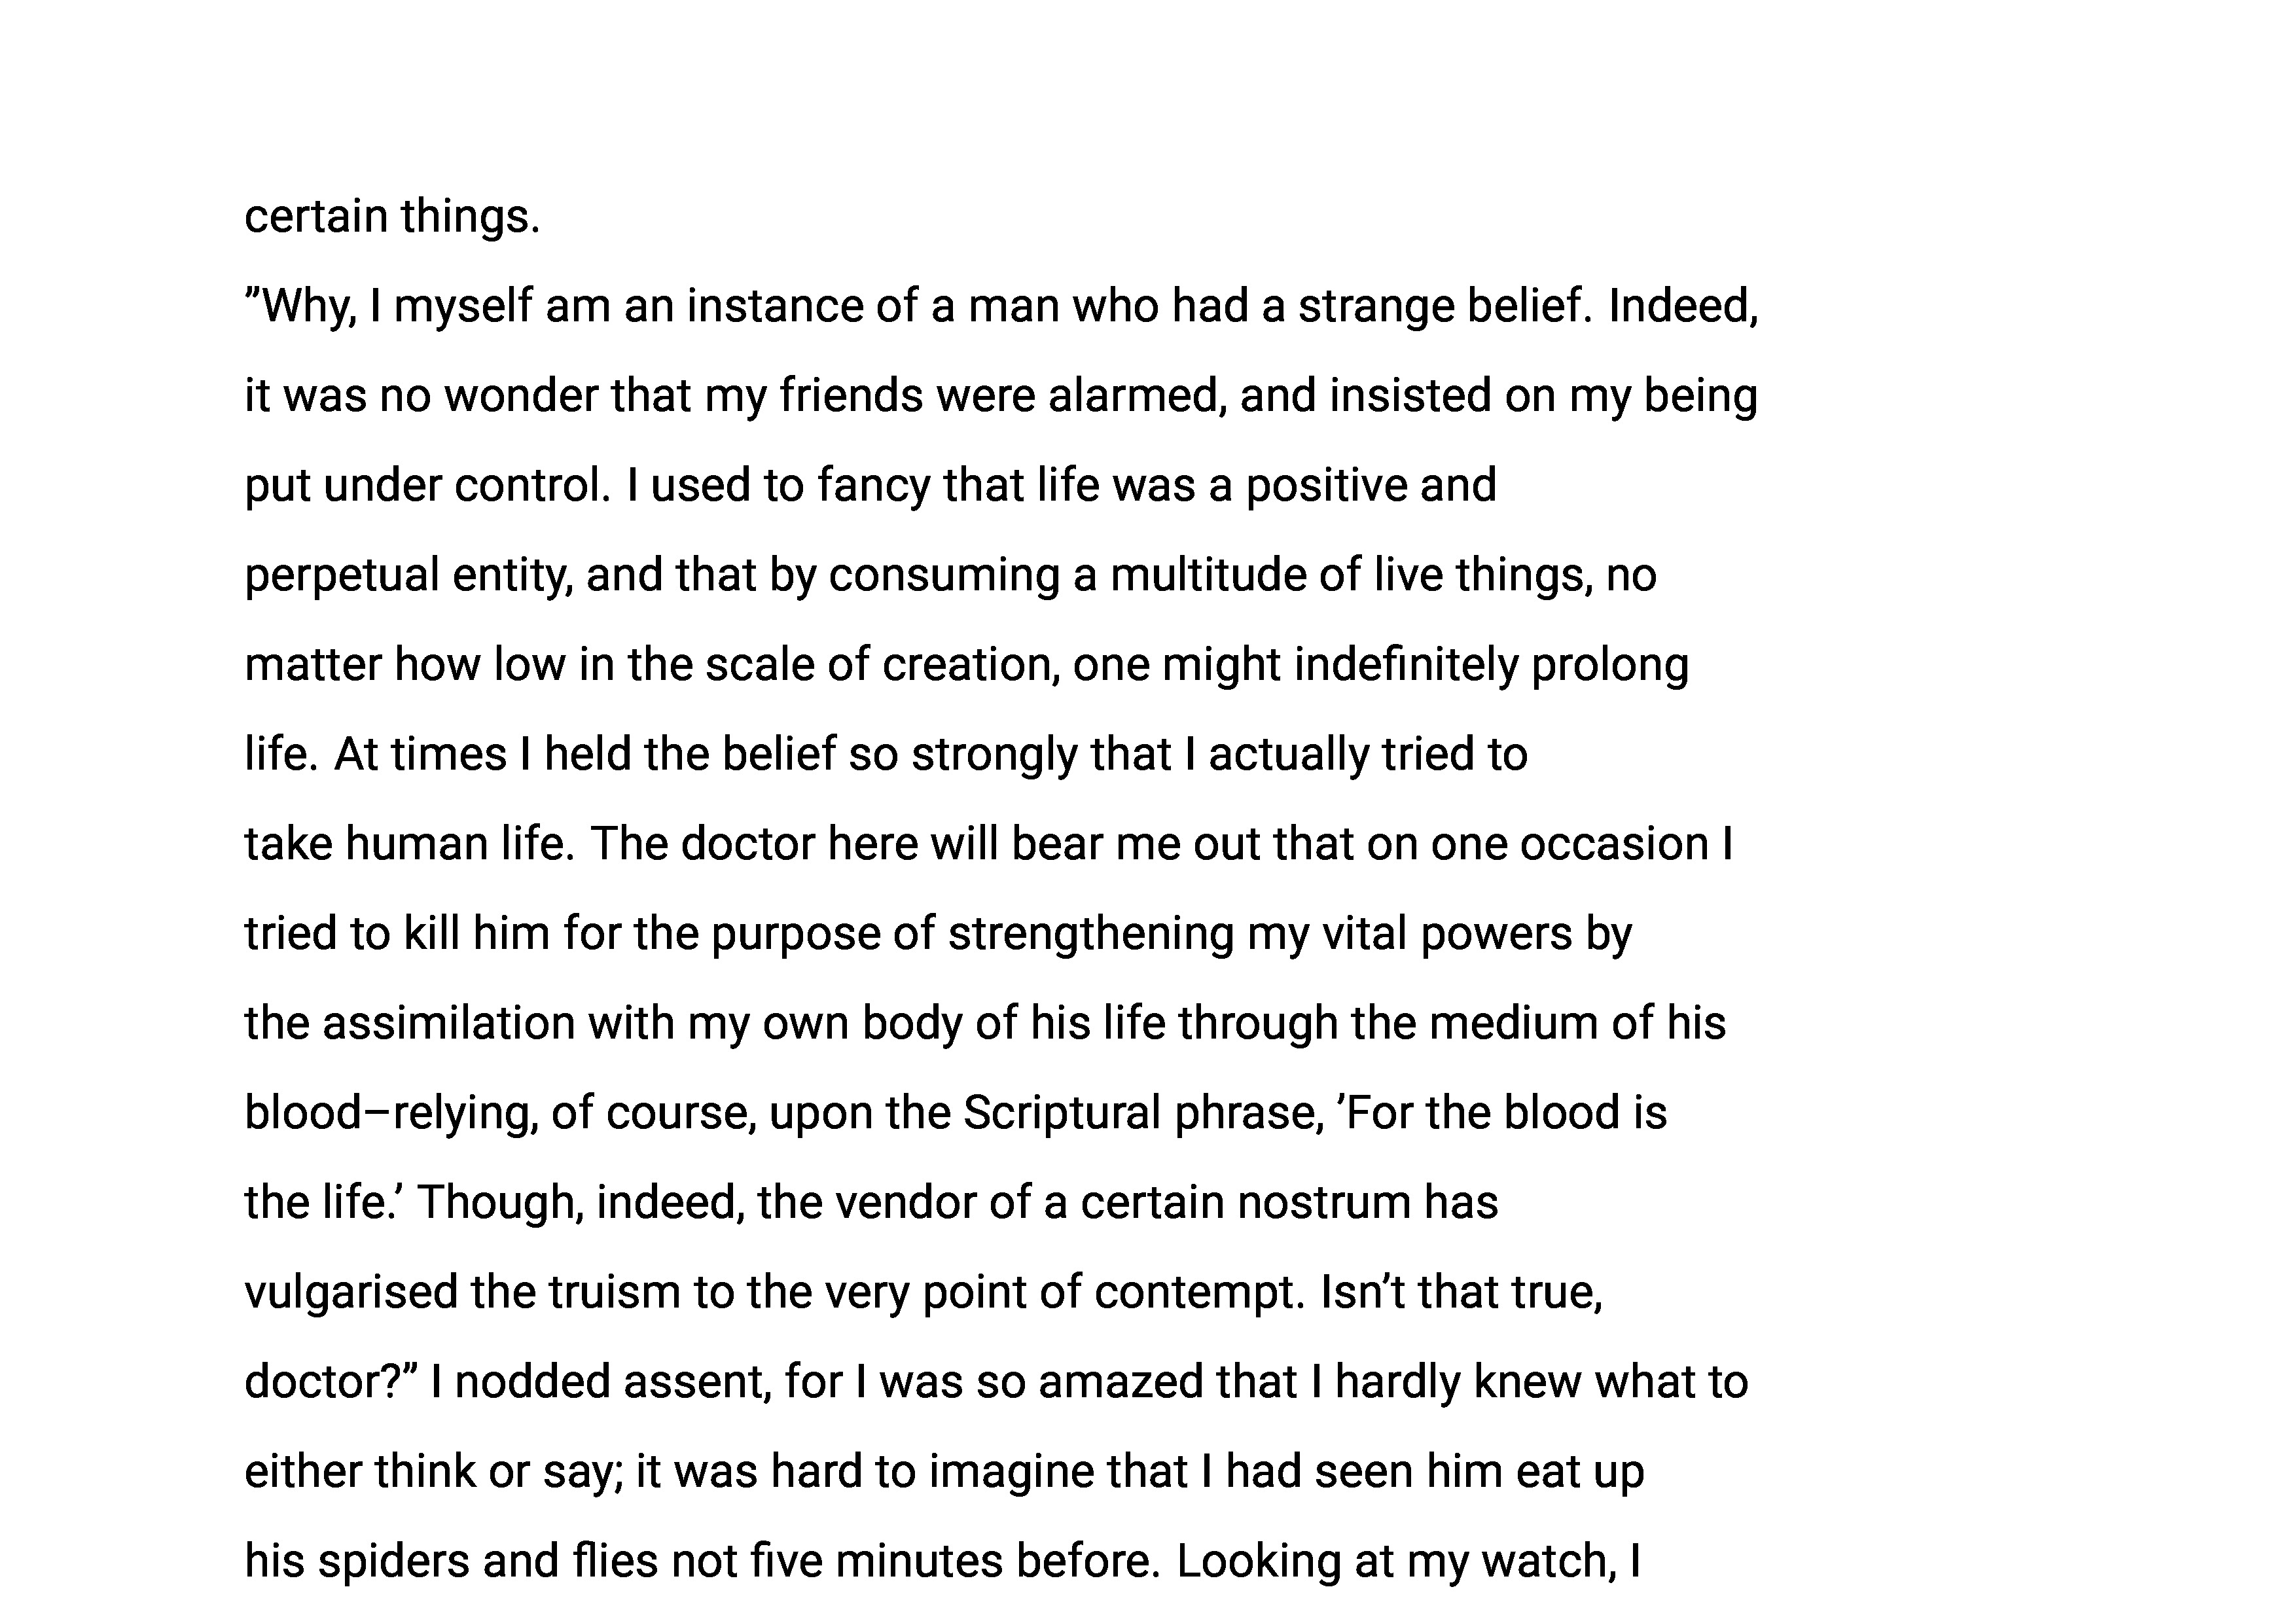 certain things.
”Why, I myself am an instance of a man who had a strange belief. Indeed,
it was no wonder that my friends were alarmed, and insisted on my being
put under control. I used to fancy that life was a positive and
perpetual entity, and that by consuming a multitude of live things, no
matter how low in the scale of creation, one might indefinitely prolong
life. At times I held the belief so strongly that I actually tried to
take human life. The doctor here will bear me out that on one occasion I
tried to kill him for the purpose of strengthening my vital powers by
the assimilation with my own body of his life through the medium of his
blood–relying, of course, upon the Scriptural phrase, ’For the blood is
the life.’ Though, indeed, the vendor of a certain nostrum has
vulgarised the truism to the very point of contempt. Isn’t that true,
doctor?” I nodded assent, for I was so amazed that I hardly knew what to
either think or say; it was hard to imagine that I had seen him eat up
his spiders and flies not five minutes before. Looking at my watch, I